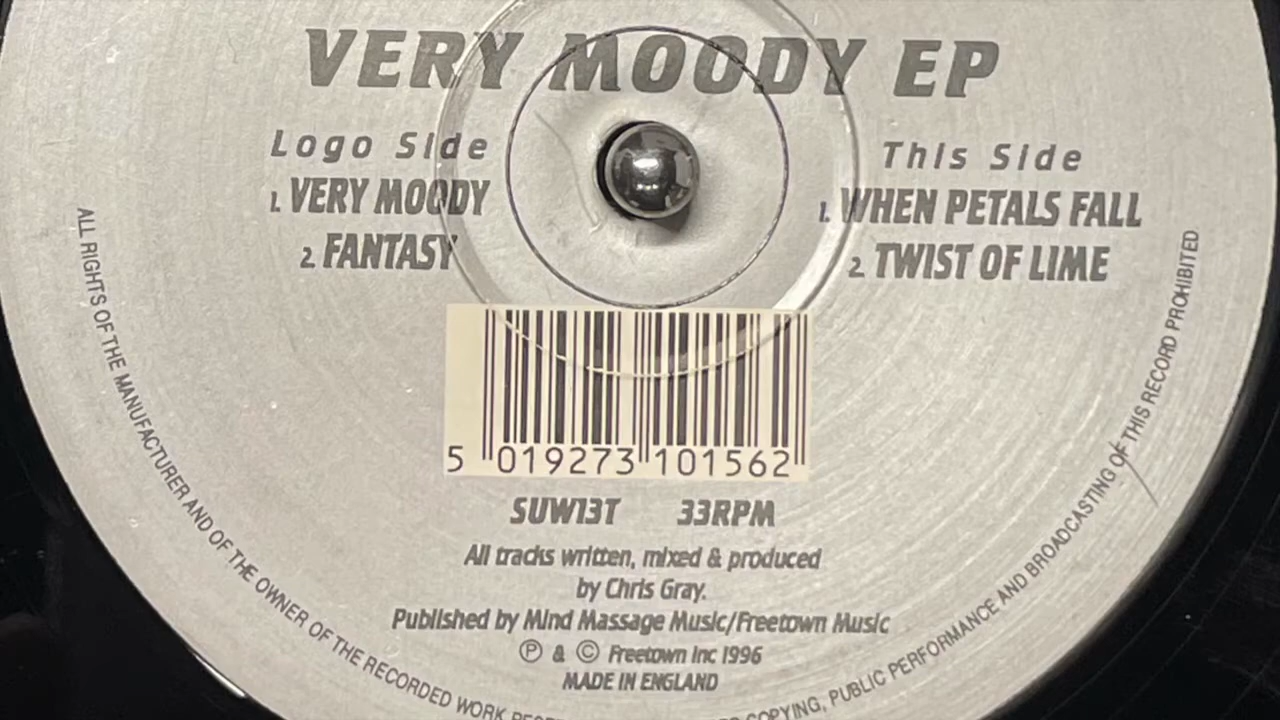 VERY MOODY EP
Logo Side
1. VERY MOODY
2. FANTASY
This Side
1. WHEN PETALS FALL
2. TWIST OF LIME
5 019273 101562
SUW13T 33RPM
All tracks written, mixed & produced
by Chris Gray.
Published by Mind Massage Music/Freetown Music
Ⓟ & © Freetown Inc 1996
MADE IN ENGLAND
ALL RIGHTS OF THE MANUFACTURER AND OF THE OWNER OF THE RECORDED WORK
COPYING, PUBLIC PERFORMANCE AND BROADCASTING OF THIS RECORD PROHIBITED